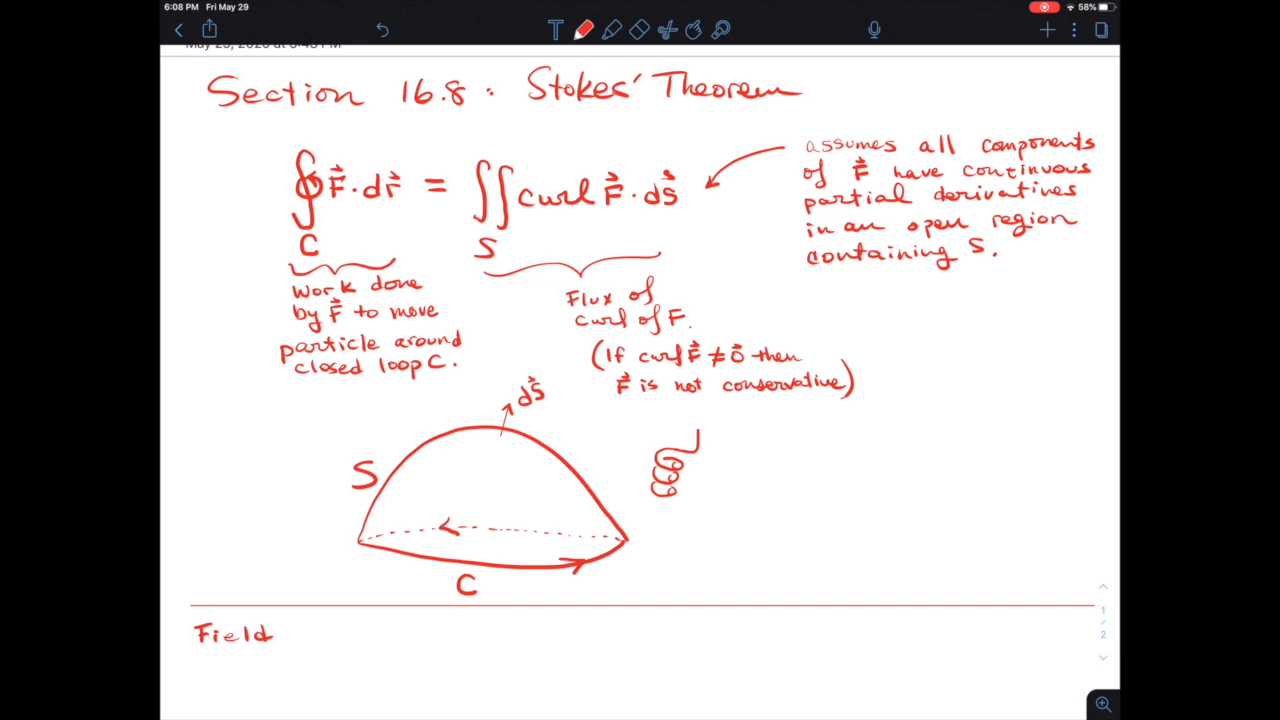 6:08 PM Fri May 29
58%
Section 16.8 : Stokes' Theorem
∮ F⃗ · dr⃗ = ∬ curl F⃗ · dS⃗
C
S
assumes all components
of F⃗ have continuous
partial derivatives
in an open region
containing S.
Work done
by F⃗ to move
particle around
closed loop C.
Flux of
curl of F.
(If curl F⃗ ≠ 0⃗ then
F⃗ is not conservative)
dS⃗
S
C
Field
1
/
2